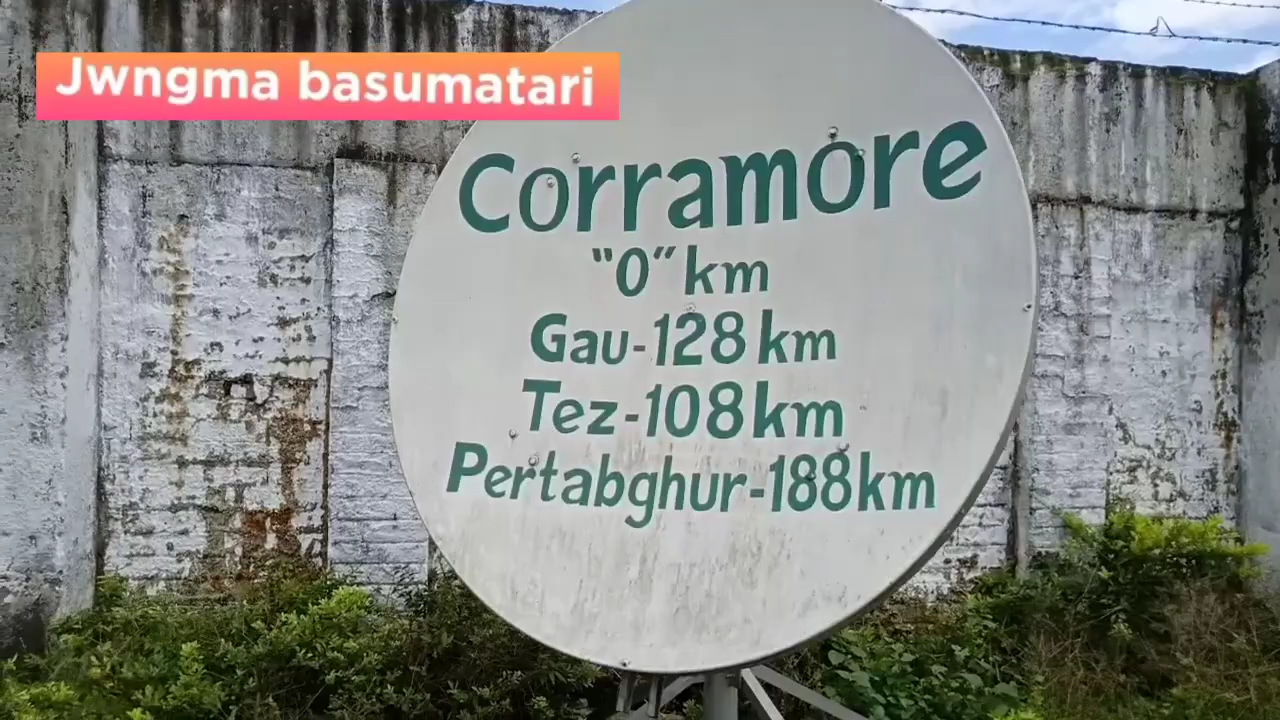 Jwngma basumatari
Corramore
"0" km
Gau-128 km
Tez-108 km
Pertabghur-188 km